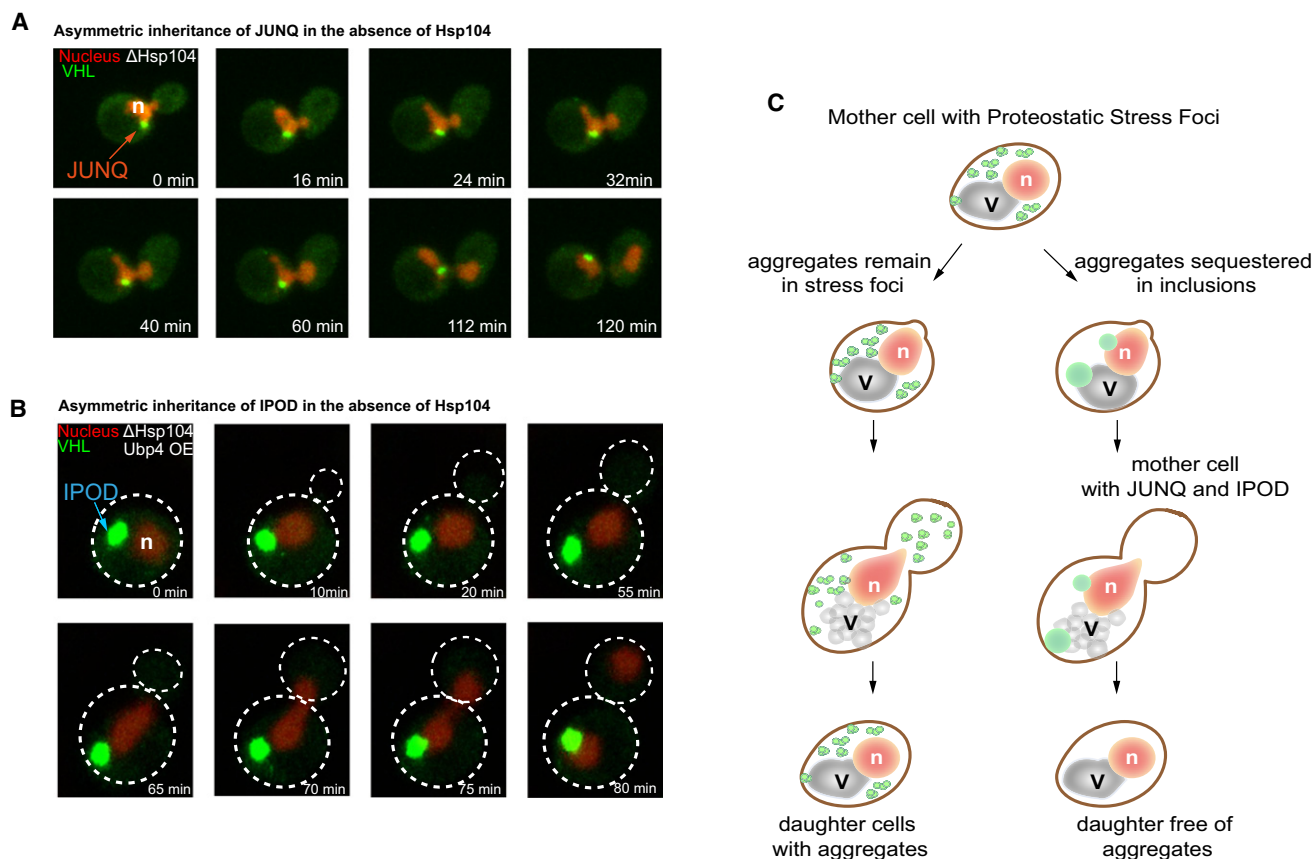 A
Asymmetric inheritance of JUNQ in the absence of Hsp104
Nucleus ΔHsp104
VHL
n
JUNQ
0 min
16 min
24 min
32min
40 min
60 min
112 min
120 min
B
Asymmetric inheritance of IPOD in the absence of Hsp104
Nucleus ΔHsp104
VHL Ubp4 OE
IPOD
n
0 min
10min
20 min
55 min
65 min
70 min
75 min
80 min
C
Mother cell with Proteostatic Stress Foci
n
V
aggregates remain
in stress foci
aggregates sequestered
in inclusions
n
V
n
V
mother cell
with JUNQ and IPOD
n
V
n
V
n
V
n
V
daughter cells
with aggregates
daughter free of
aggregates